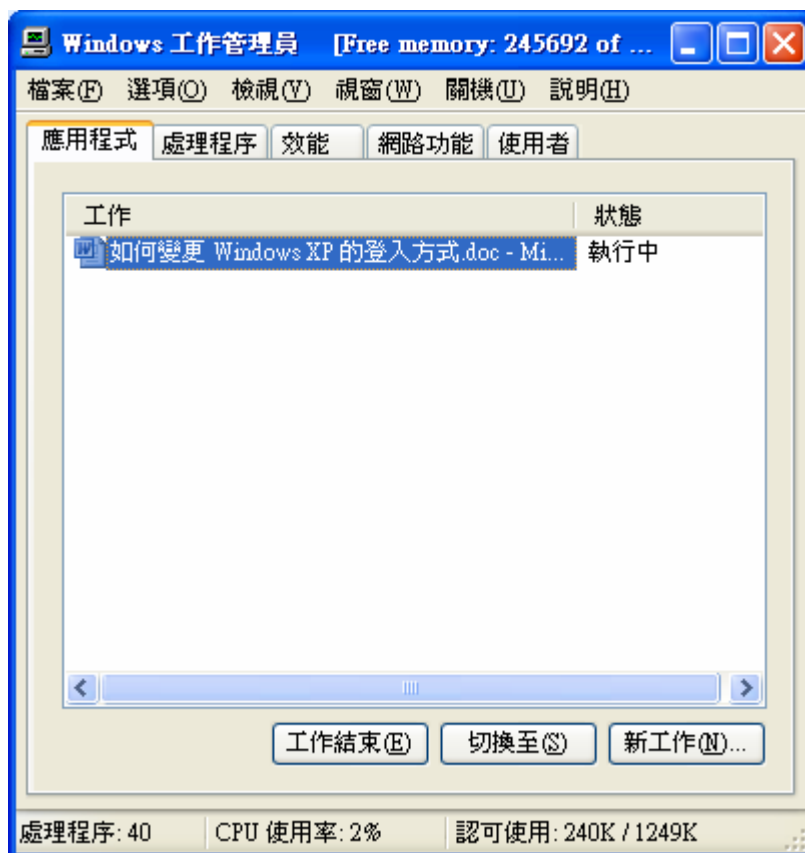 Windows 工作管理員 [Free memory: 245692 of ...
檔案(F) 選項(O) 檢視(V) 視窗(W) 關機(U) 說明(H)
應用程式 處理程序 效能 網路功能 使用者
工作 狀態
如何變更 Windows XP 的登入方式.doc - Mi... 執行中
工作結束(E) 切換至(S) 新工作(N)...
處理程序: 40 CPU 使用率: 2% 認可使用: 240K / 1249K